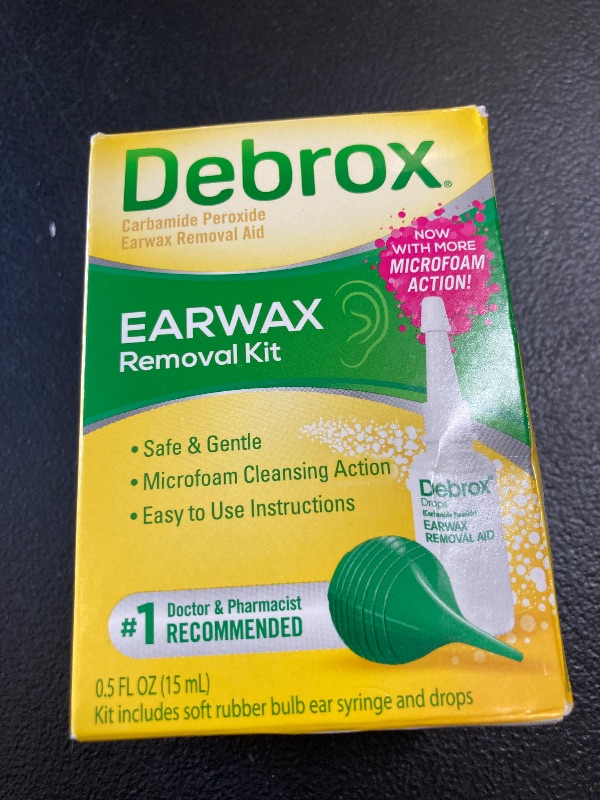 Debrox®
Carbamide Peroxide
Earwax Removal Aid
NOW
WITH MORE
MICROFOAM
ACTION!
EARWAX
Removal Kit
• Safe & Gentle
• Microfoam Cleansing Action
• Easy to Use Instructions
Debrox®
Drops
(Carbamide Peroxide)
EARWAX
REMOVAL AID
#1 Doctor & Pharmacist
RECOMMENDED
0.5 FL OZ (15 mL)
Kit includes soft rubber bulb ear syringe and drops